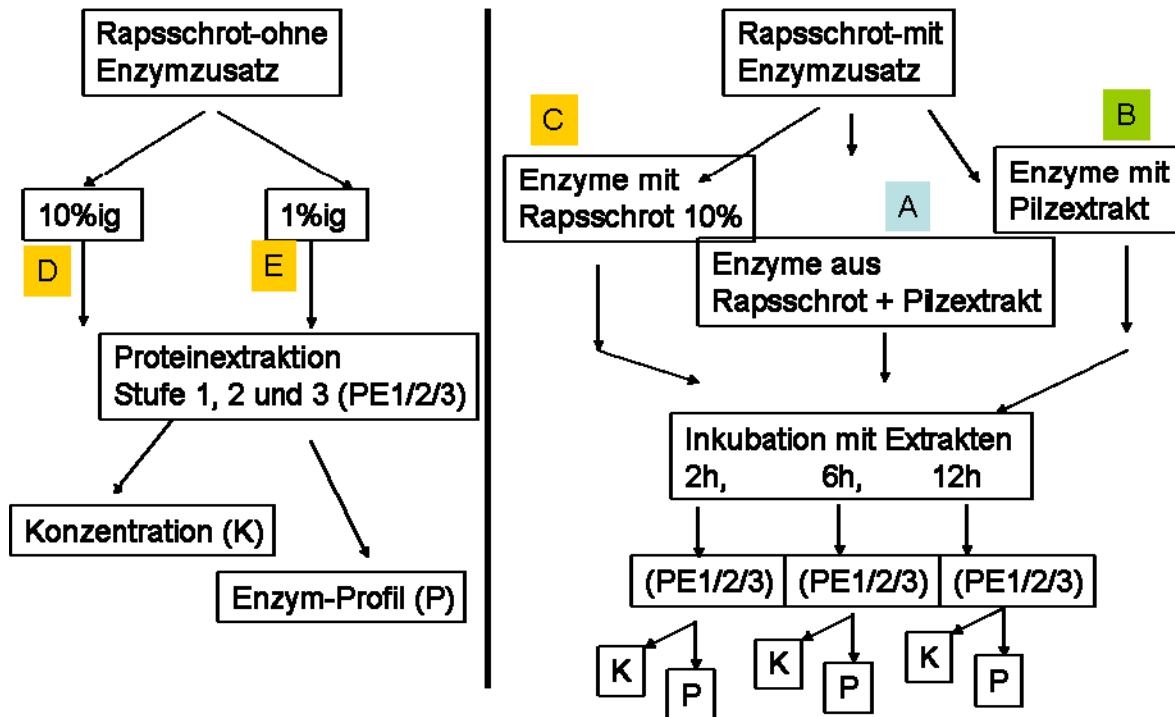 Rapsschrot-ohne
Enzymzusatz
10%ig
1%ig
D
E
Proteinextraktion
Stufe 1, 2 und 3 (PE1/2/3)
Konzentration (K)
Enzym-Profil (P)
Rapsschrot-mit
Enzymzusatz
C
B
Enzyme mit
Rapsschrot 10%
A
Enzyme mit
Pilzextrakt
Enzyme aus
Rapsschrot + Pilzextrakt
Inkubation mit Extrakten
2h, 6h, 12h
(PE1/2/3) (PE1/2/3) (PE1/2/3)
K P K P K P